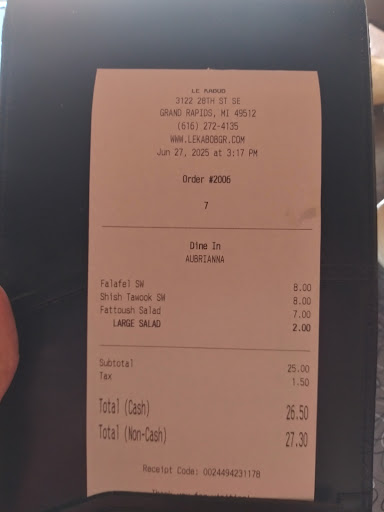 LE KABOB
3122 28TH ST SE
GRAND RAPIDS, MI 49512
(616) 272-4135
WWW.LEKABOBGR.COM
Jun 27, 2025 at 3:17 PM
Order #2006
7
Dine In
AUBRIANNA
Falafel SW 8.00
Shish Tawook SW 8.00
Fattoush Salad 7.00
LARGE SALAD 2.00
Subtotal 25.00
Tax 1.50
Total (Cash) 26.50
Total (Non-Cash) 27.30
Receipt Code: 0024494231178